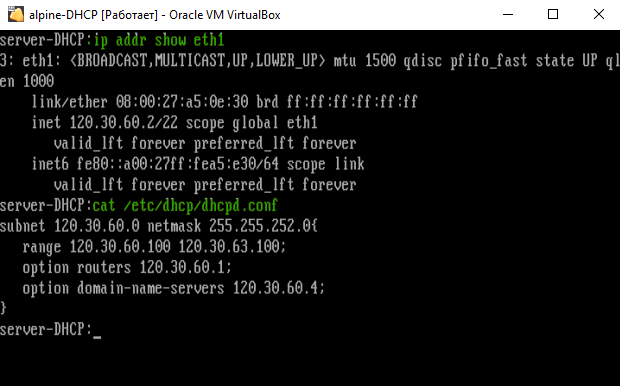 alpine-DHCP [Работает] - Oracle VM VirtualBox
server-DHCP:ip addr show eth1
3: eth1: <BROADCAST,MULTICAST,UP,LOWER_UP> mtu 1500 qdisc pfifo_fast state UP ql
en 1000
    link/ether 08:00:27:a5:0e:30 brd ff:ff:ff:ff:ff:ff
    inet 120.30.60.2/22 scope global eth1
       valid_lft forever preferred_lft forever
    inet6 fe80::a00:27ff:fea5:e30/64 scope link
       valid_lft forever preferred_lft forever
server-DHCP:cat /etc/dhcp/dhcpd.conf
subnet 120.30.60.0 netmask 255.255.252.0{
   range 120.30.60.100 120.30.63.100;
   option routers 120.30.60.1;
   option domain-name-servers 120.30.60.4;
}
server-DHCP:_